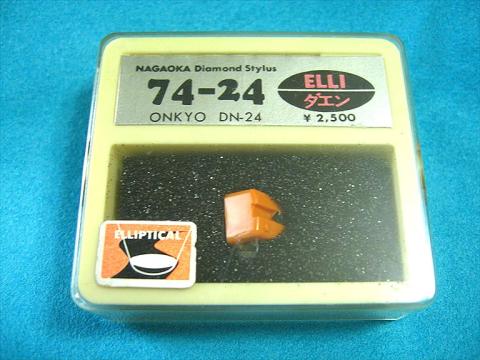 NAGAOKA Diamond Stylus
74-24
ONKYO DN-24
ELLI
ダエン
¥ 2,500
ELLIPTICAL